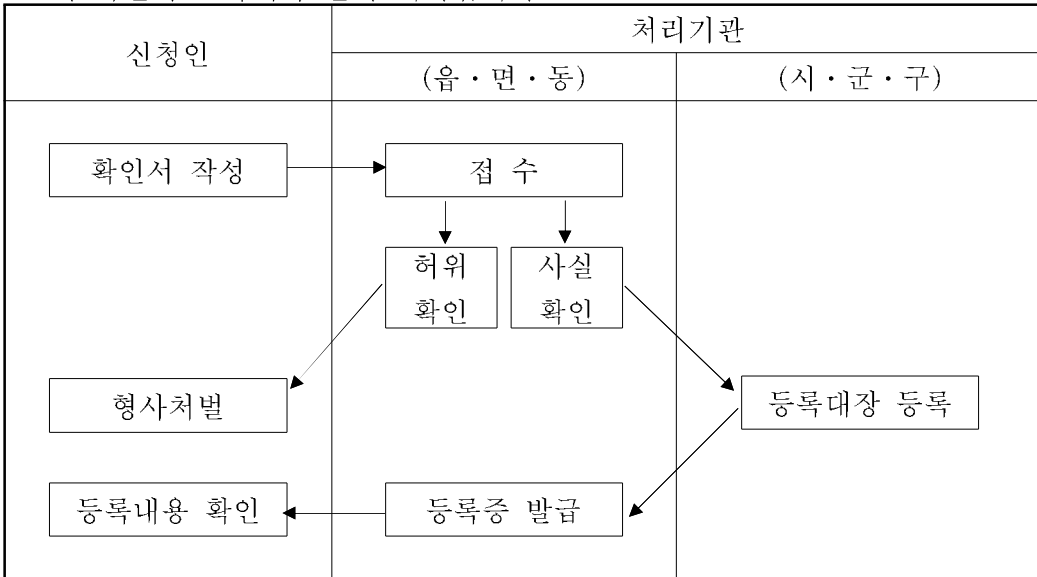 신청인
처리기관
(읍·면·동)
(시·군·구)
확인서 작성
접 수
허위
확인
사실
확인
형사처벌
등록대장 등록
등록내용 확인
등록증 발급